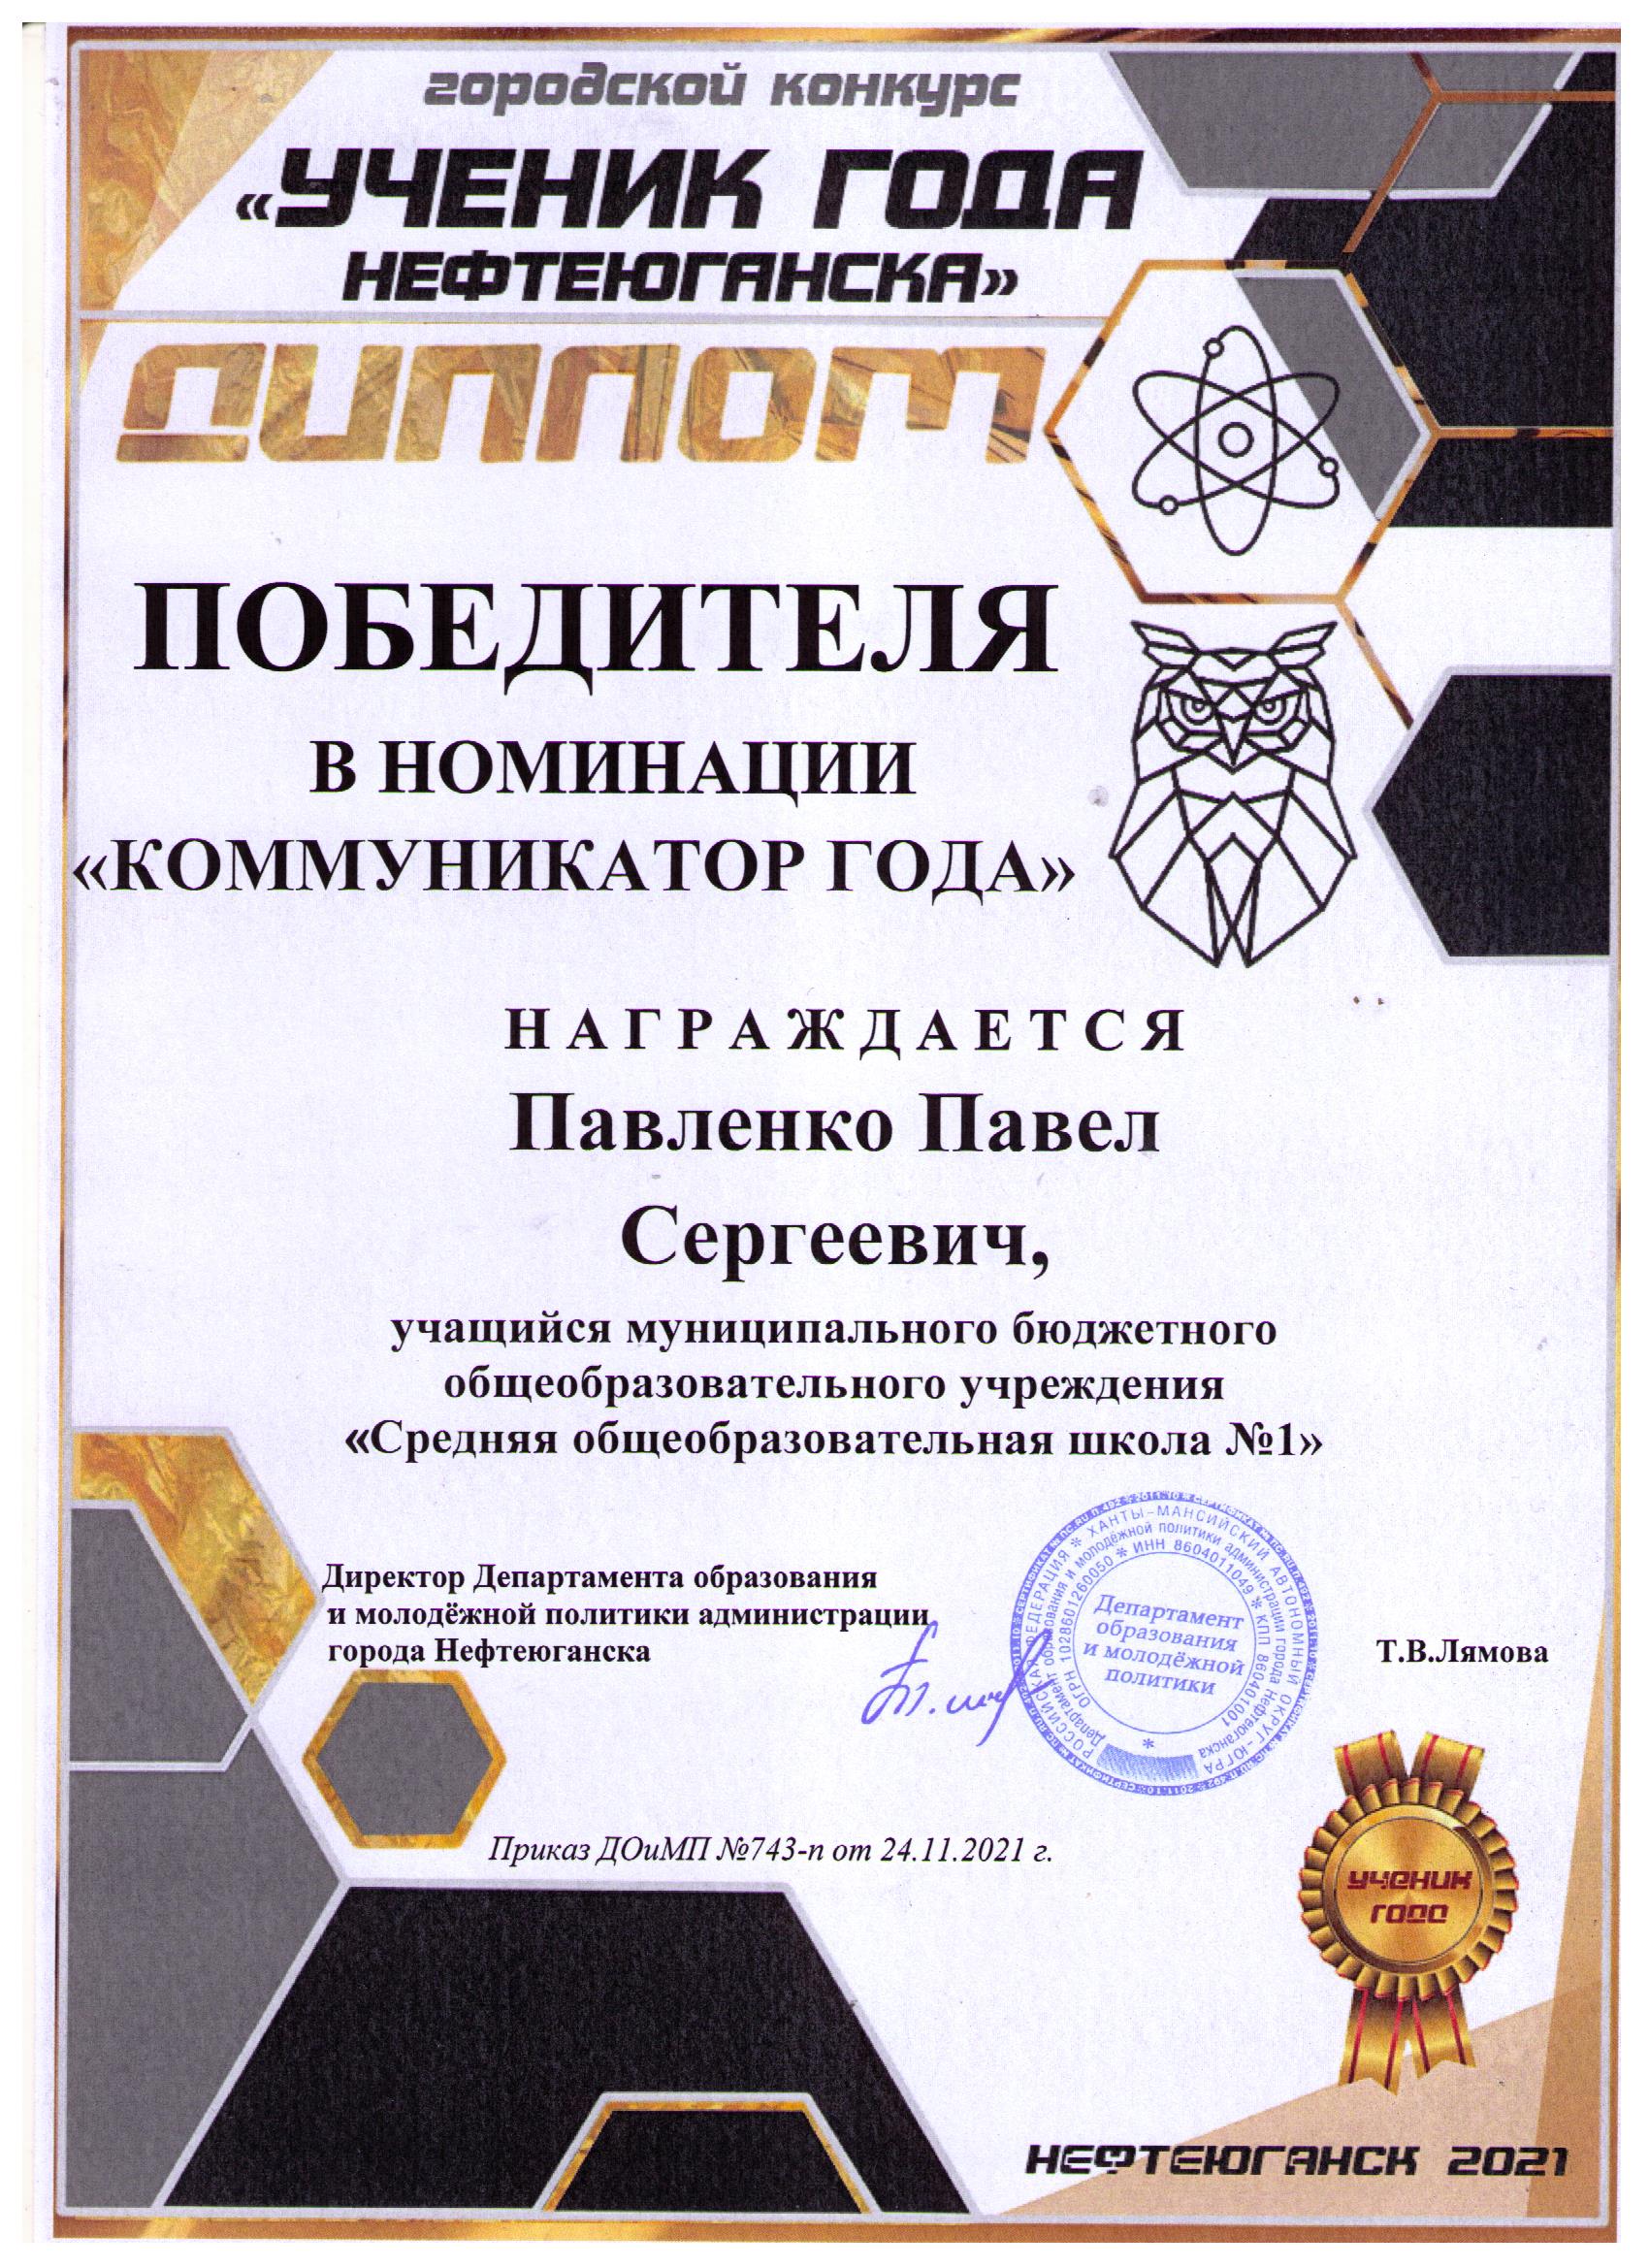 городской конкурс
«УЧЕНИК ГОДА
НЕФТЕЮГАНСКА»
ДИПЛОМ
ПОБЕДИТЕЛЯ
В НОМИНАЦИИ
«КОММУНИКАТОР ГОДА»
НАГРАЖДАЕТСЯ
Павленко Павел
Сергеевич,
учащийся муниципального бюджетного
общеобразовательного учреждения
«Средняя общеобразовательная школа №1»
Директор Департамента образования
и молодёжной политики администрации
города Нефтеюганска
Т.В.Лямова
РОССИЙСКАЯ ФЕДЕРАЦИЯ * ХАНТЫ-МАНСИЙСКИЙ АВТОНОМНЫЙ ОКРУГ-ЮГРА
Департамент образования и молодёжной политики администрации города Нефтеюганска
ОГРН 1028601260050 * ИНН 8604011049 * КПП 860401001
Департамент
образования
и молодёжной
политики
Приказ ДОиМП №743-п от 24.11.2021 г.
ученик
года
НЕФТЕЮГАНСК 2021